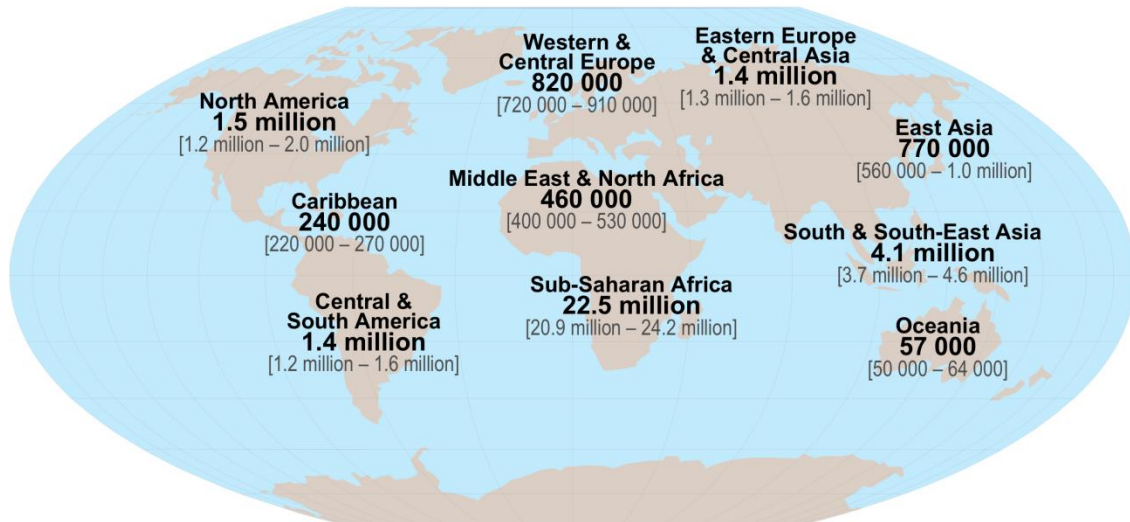 Western &
Central Europe
820 000
[720 000 – 910 000]
Eastern Europe
& Central Asia
1.4 million
[1.3 million – 1.6 million]
North America
1.5 million
[1.2 million – 2.0 million]
East Asia
770 000
[560 000 – 1.0 million]
Middle East & North Africa
460 000
[400 000 – 530 000]
Caribbean
240 000
[220 000 – 270 000]
South & South-East Asia
4.1 million
[3.7 million – 4.6 million]
Sub-Saharan Africa
22.5 million
[20.9 million – 24.2 million]
Central &
South America
1.4 million
[1.2 million – 1.6 million]
Oceania
57 000
[50 000 – 64 000]